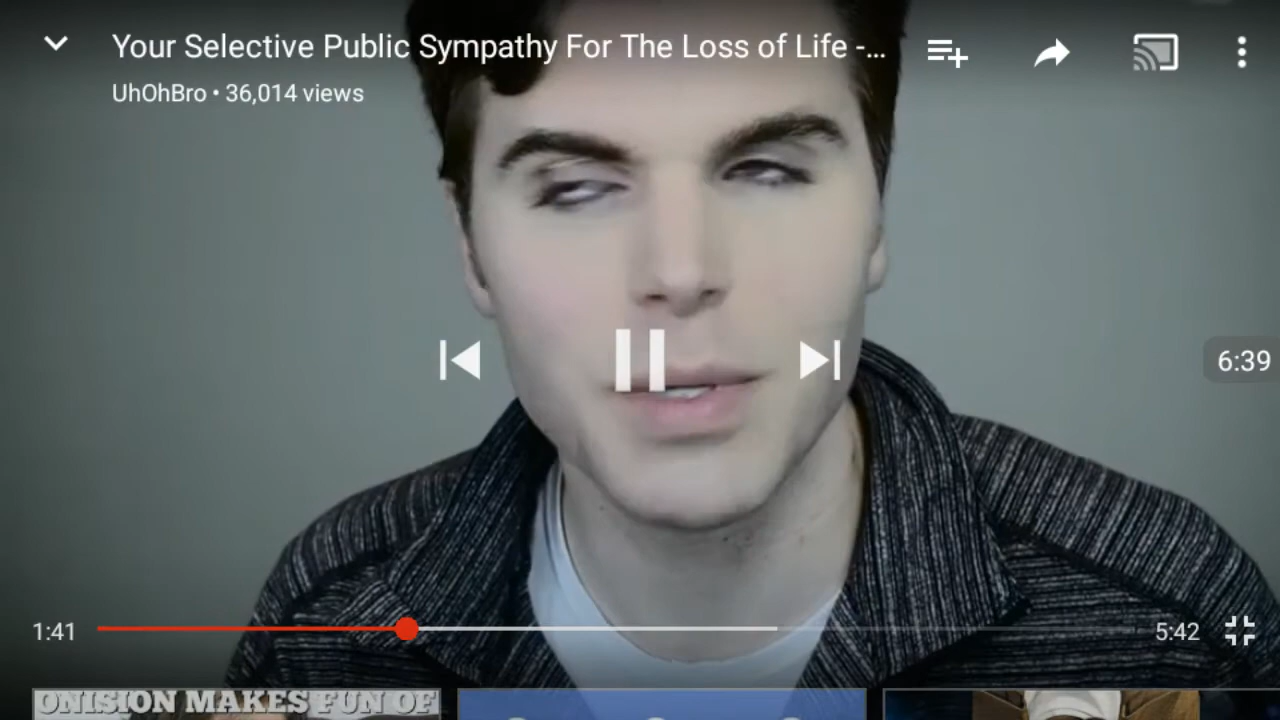 Your Selective Public Sympathy For The Loss of Life -...
UhOhBro • 36,014 views
6:39
1:41
5:42
ONISION MAKES FUN OF